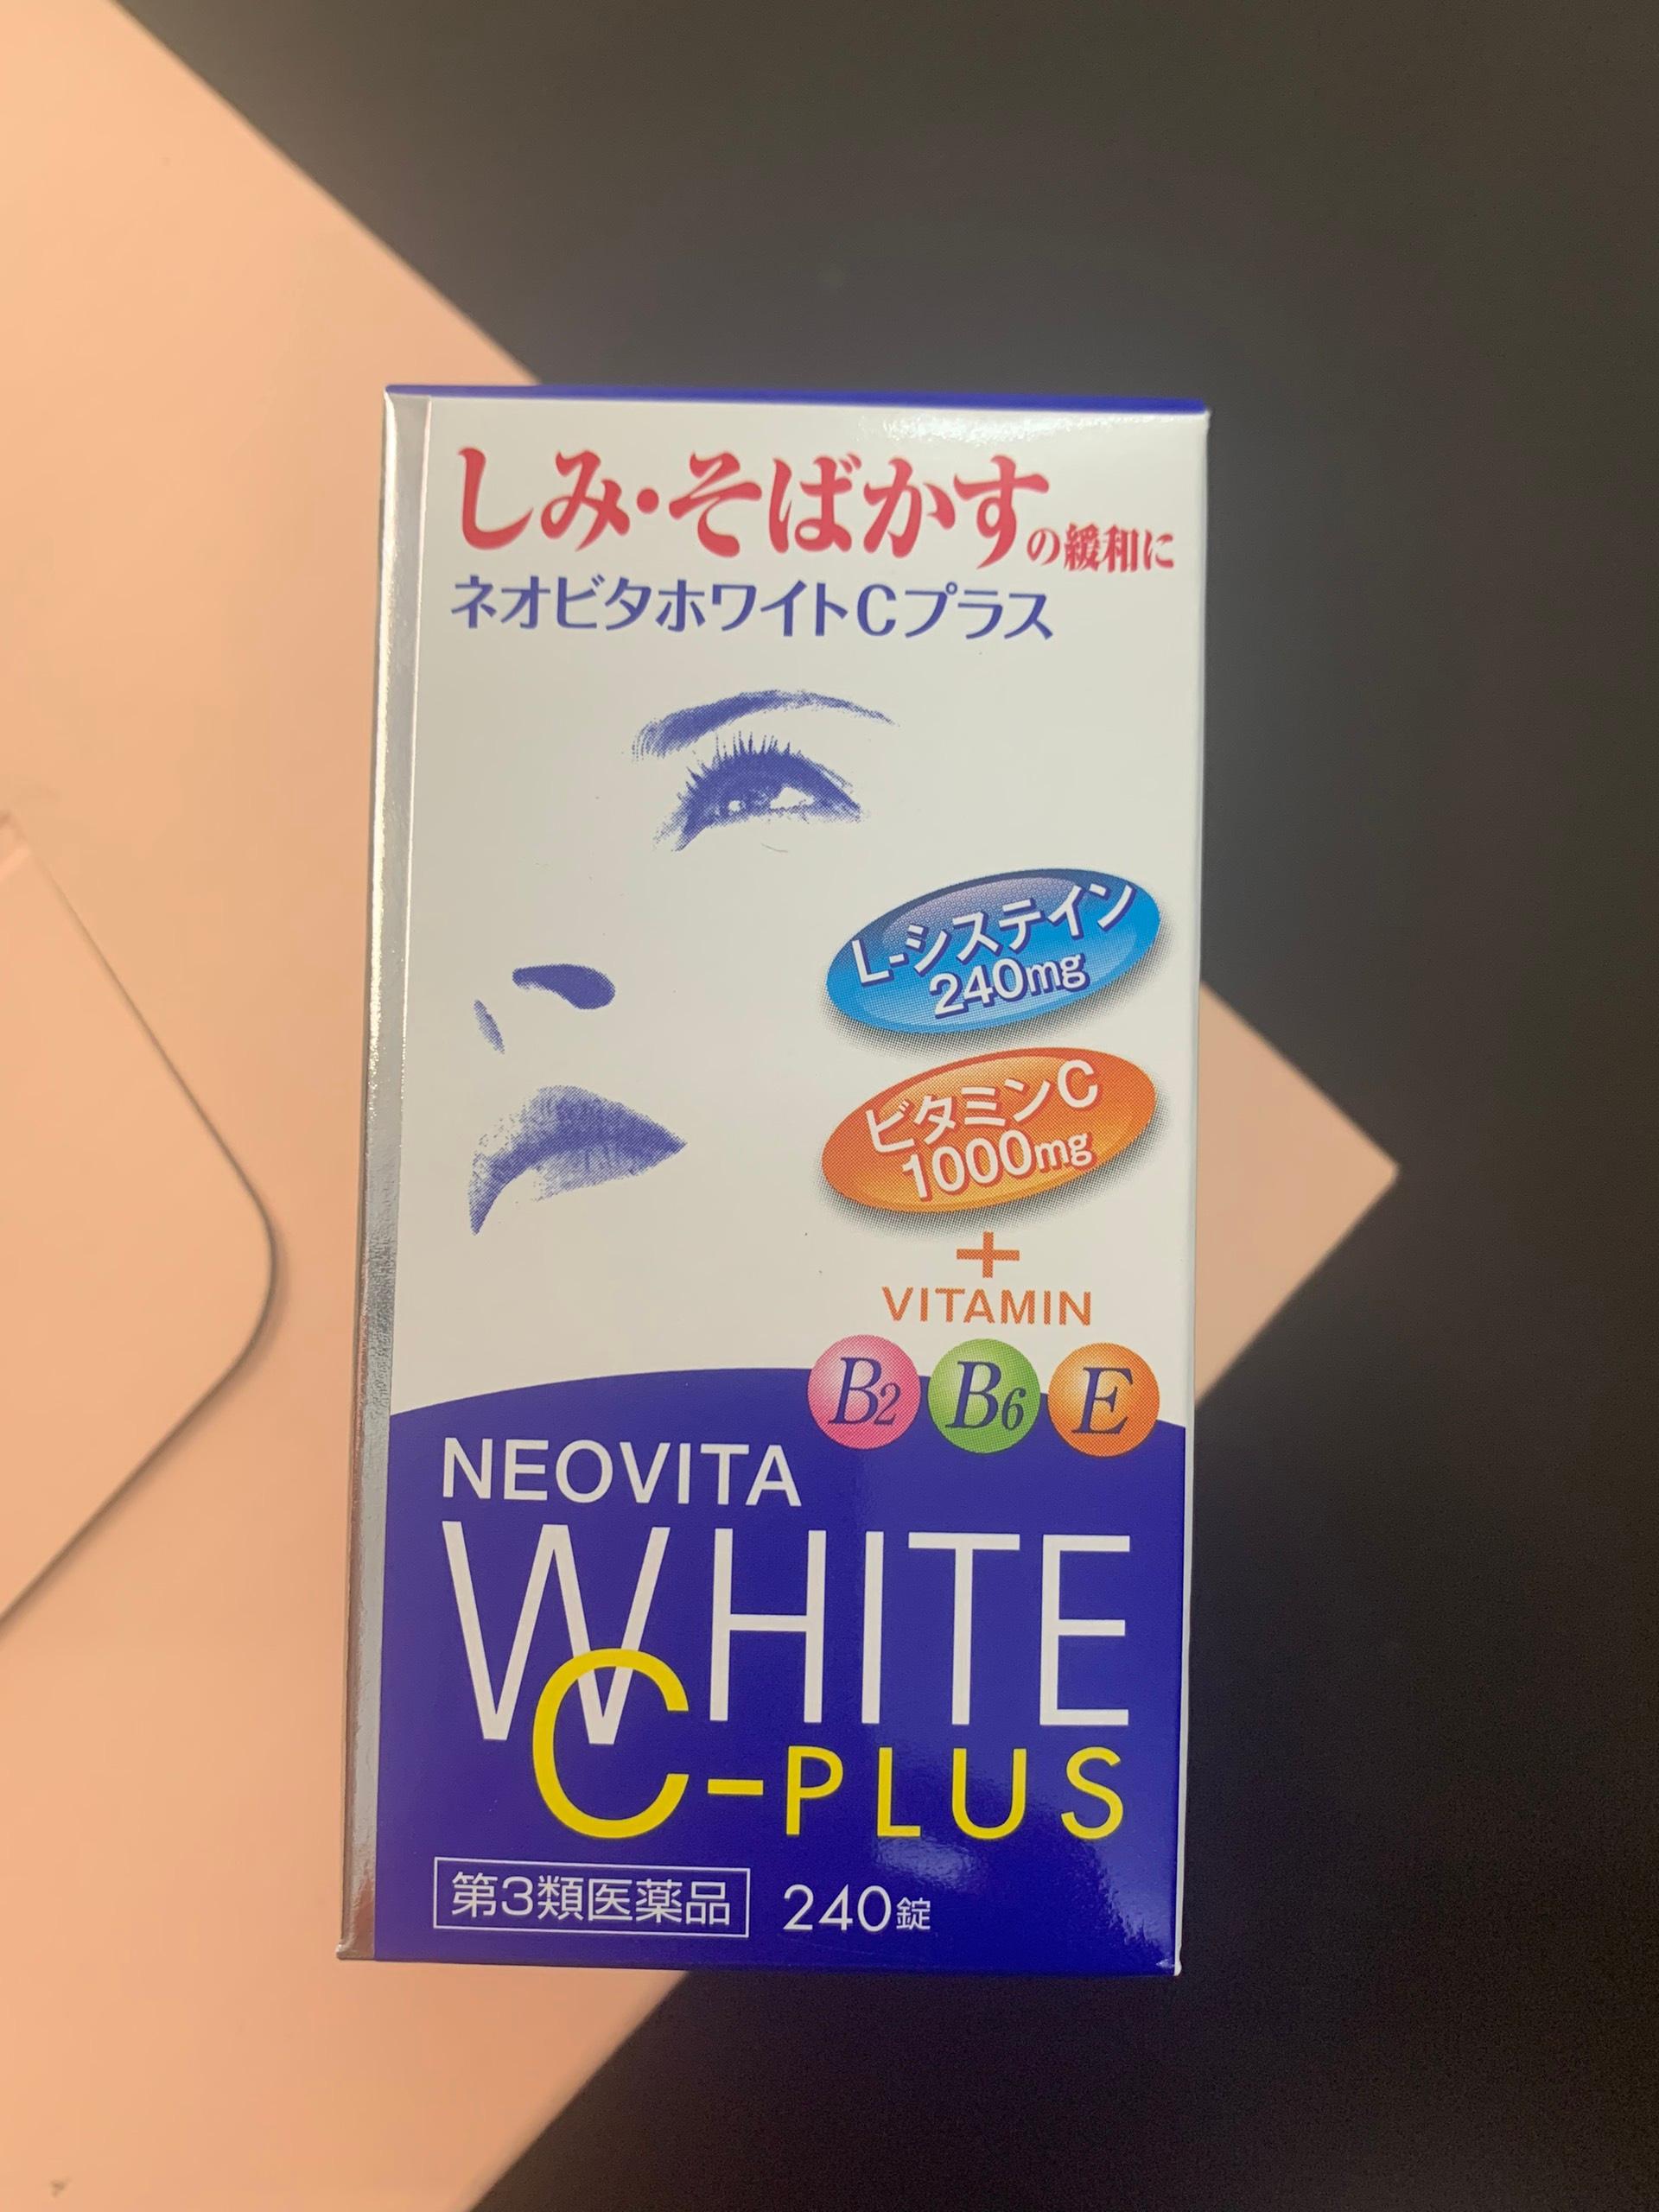 しみ・そばかすの緩和に
ネオビタホワイトCプラス
L-システイン
240mg
ビタミンC
1000mg
+
VITAMIN
B2 B6 E
NEOVITA
WHITE
C-PLUS
第3類医薬品 240錠